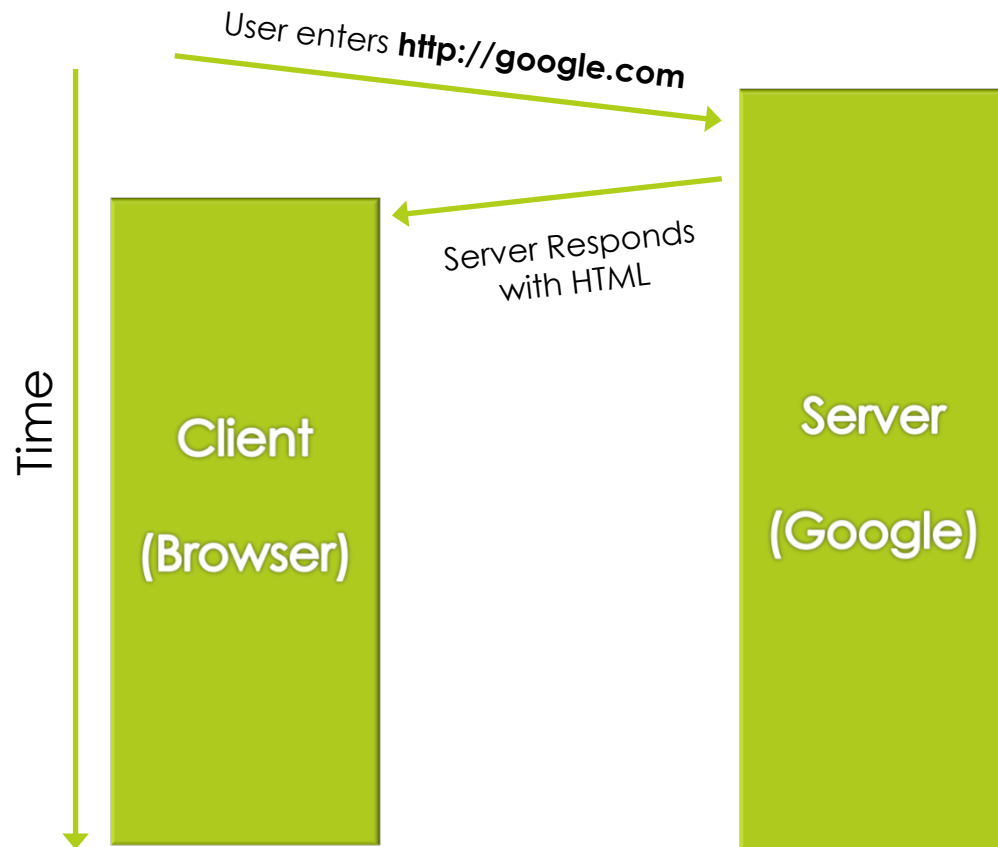 User enters http://google.com
Server Responds
with HTML
Time
Client
(Browser)
Server
(Google)